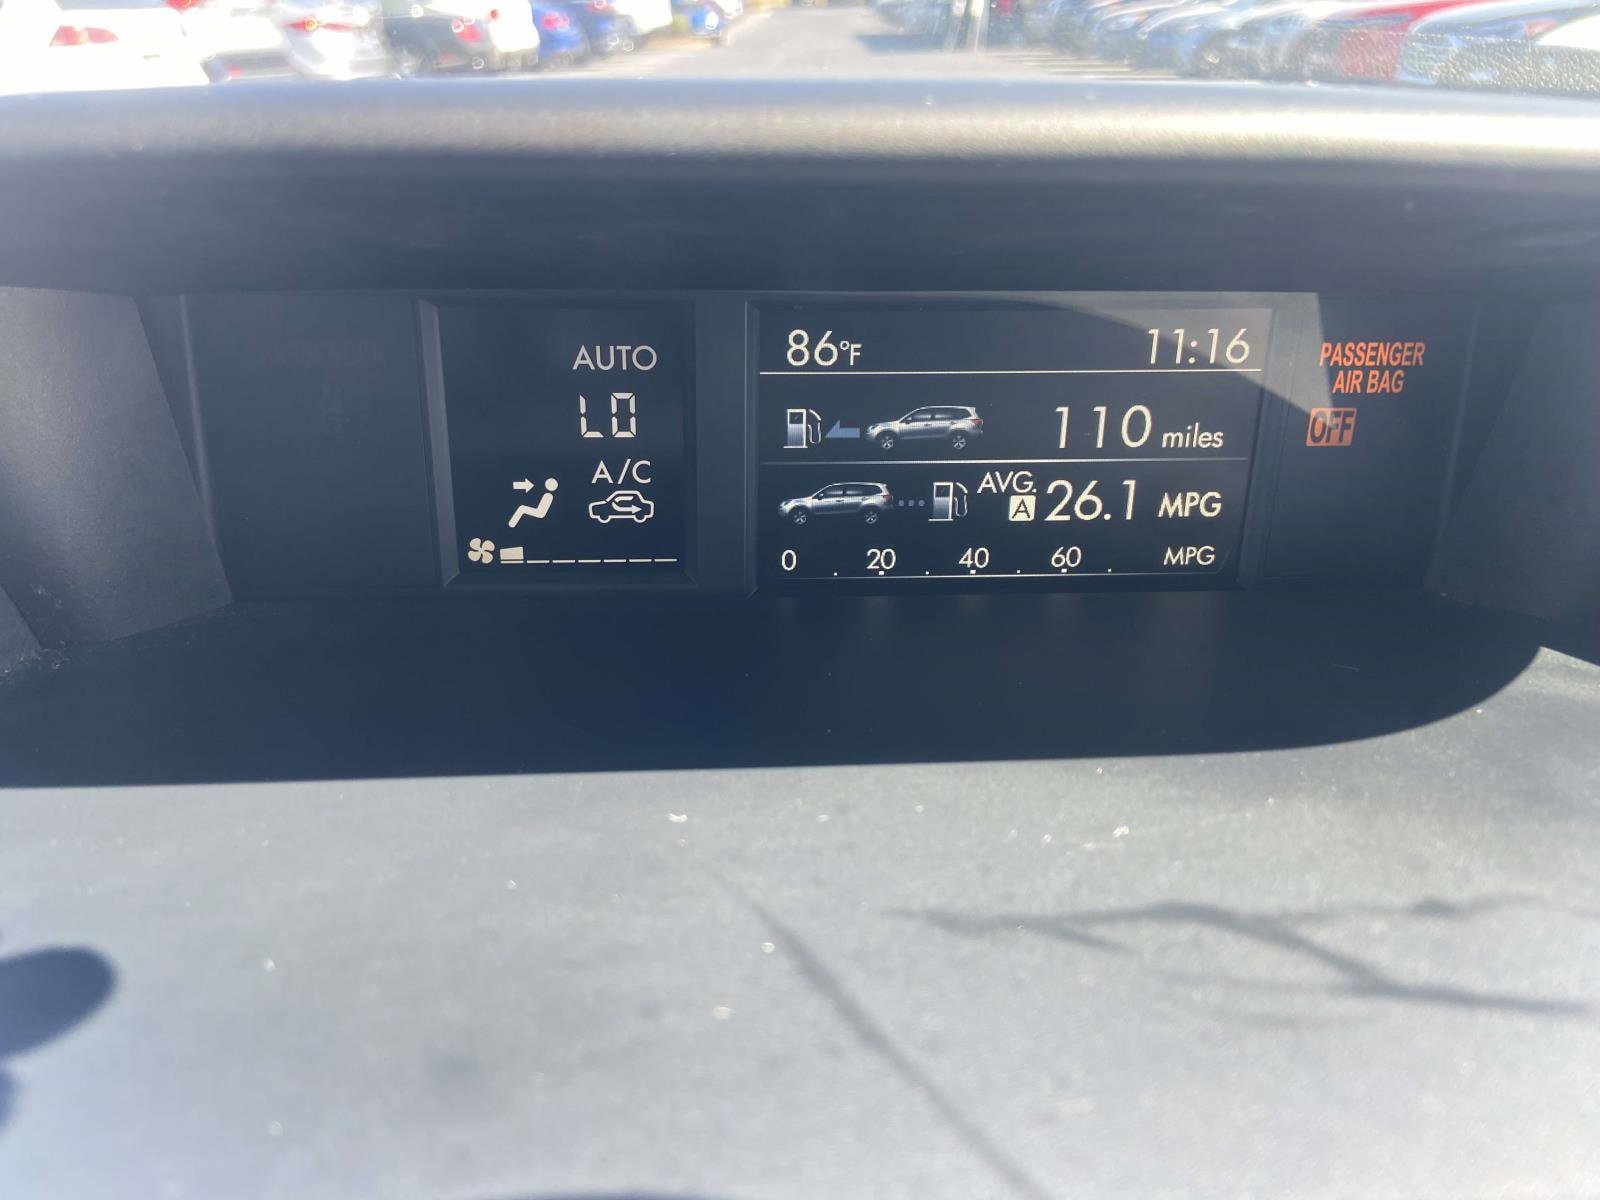 AUTO
LO
A/C
86°F 11:16
110 miles
AVG.
A 26.1 MPG
0 20 40 60 MPG
PASSENGER
AIR BAG
OFF